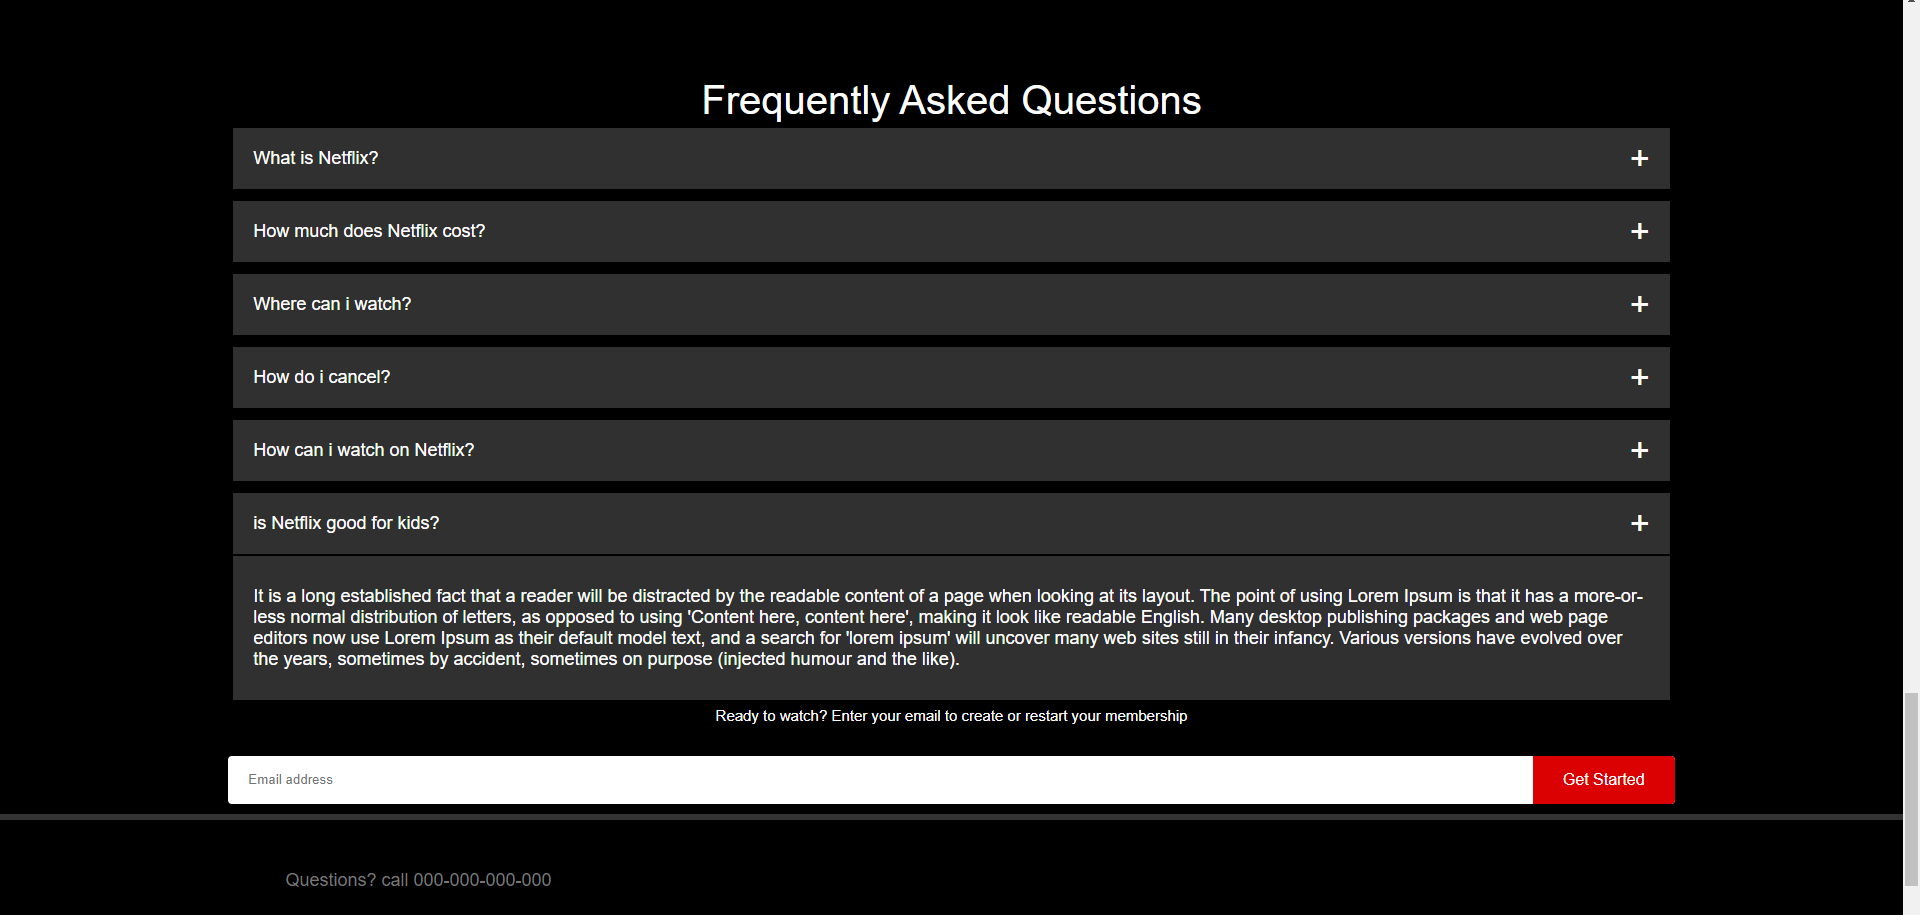 Frequently Asked Questions
What is Netflix?
+
How much does Netflix cost?
+
Where can i watch?
+
How do i cancel?
+
How can i watch on Netflix?
+
is Netflix good for kids?
+
It is a long established fact that a reader will be distracted by the readable content of a page when looking at its layout. The point of using Lorem Ipsum is that it has a more-or-
less normal distribution of letters, as opposed to using 'Content here, content here', making it look like readable English. Many desktop publishing packages and web page
editors now use Lorem Ipsum as their default model text, and a search for 'lorem ipsum' will uncover many web sites still in their infancy. Various versions have evolved over
the years, sometimes by accident, sometimes on purpose (injected humour and the like).
Ready to watch? Enter your email to create or restart your membership
Email address
Get Started
Questions? call 000-000-000-000